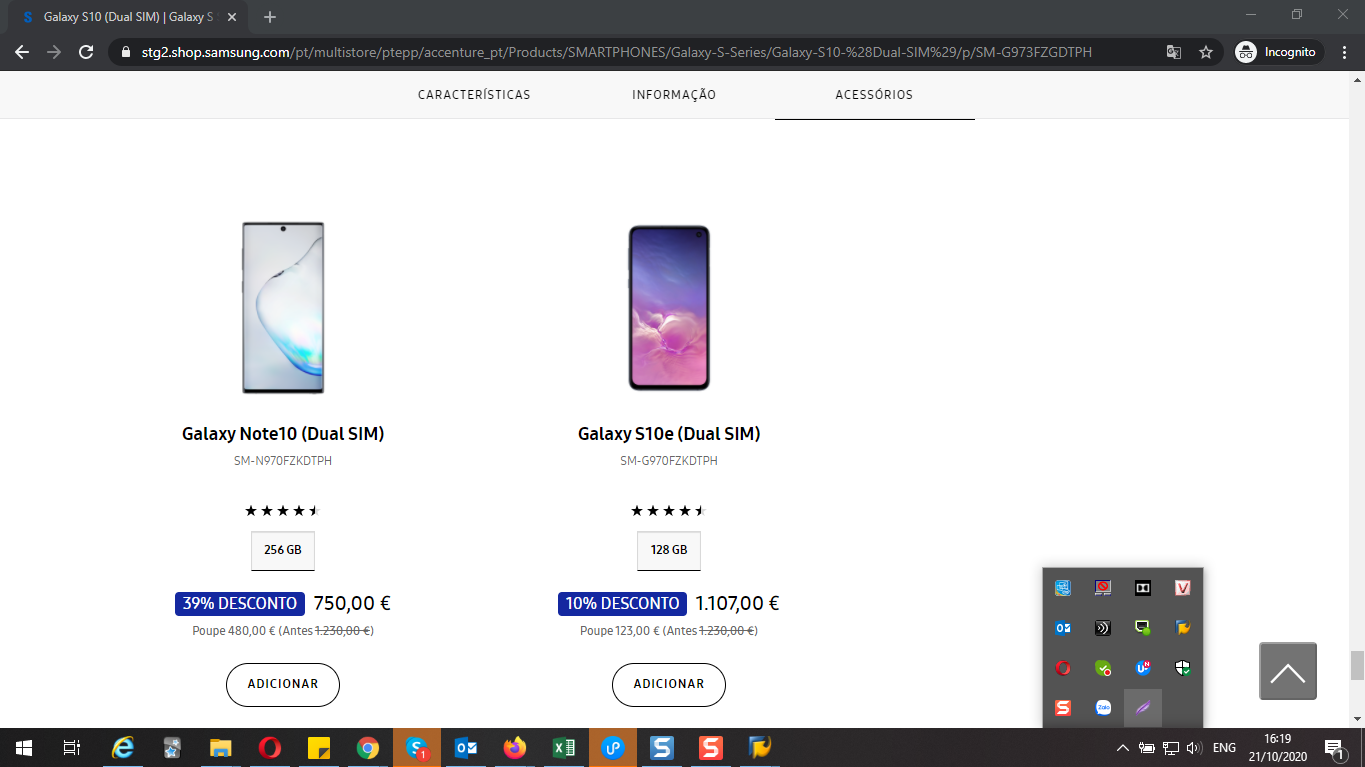 Galaxy S10 (Dual SIM) | Galaxy S
stg2.shop.samsung.com/pt/multistore/ptepp/accenture_pt/Products/SMARTPHONES/Galaxy-S-Series/Galaxy-S10-%28Dual-SIM%29/p/SM-G973FZGDTPH
Incognito
CARACTERÍSTICAS INFORMAÇÃO ACESSÓRIOS
Galaxy Note10 (Dual SIM)
SM-N970FZKDTPH
256 GB
39% DESCONTO 750,00 €
Poupe 480,00 € (Antes 1.230,00 €)
ADICIONAR
Galaxy S10e (Dual SIM)
SM-G970FZKDTPH
128 GB
10% DESCONTO 1.107,00 €
Poupe 123,00 € (Antes 1.230,00 €)
ADICIONAR
Zalo
ENG
16:19
21/10/2020
1